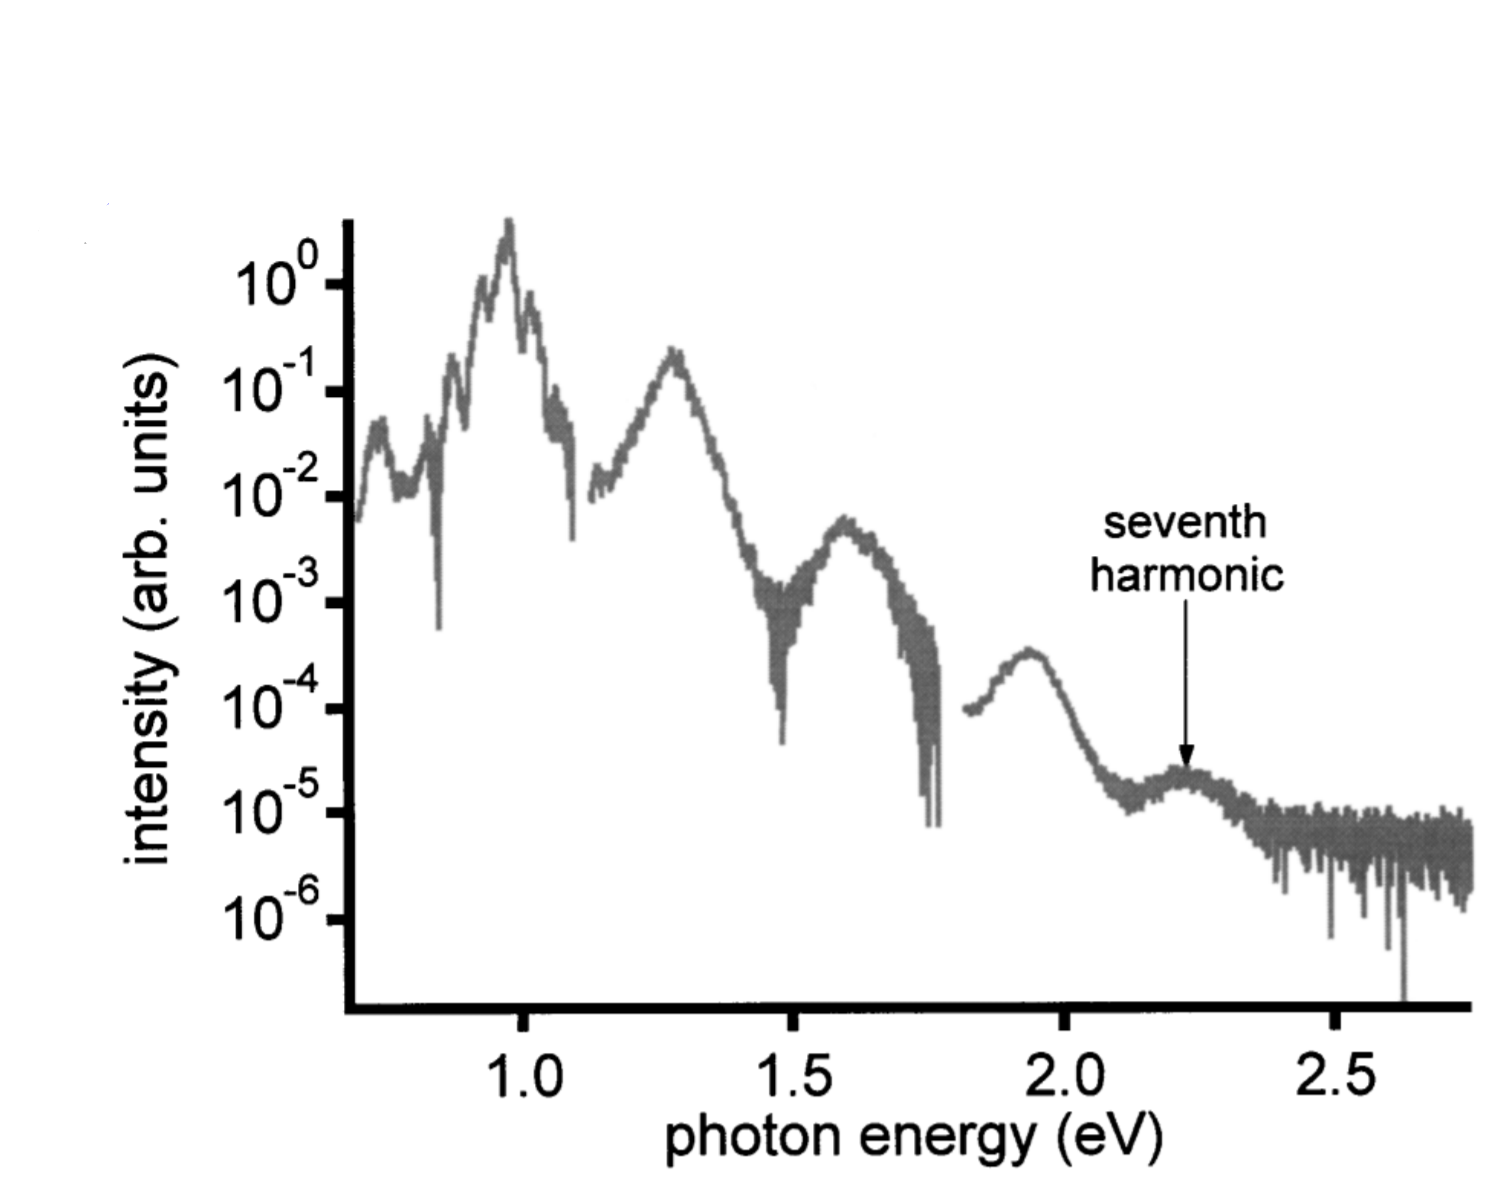 10^0
10^-1
10^-2
10^-3
10^-4
10^-5
10^-6
intensity (arb. units)
seventh
harmonic
1.0 1.5 2.0 2.5
photon energy (eV)